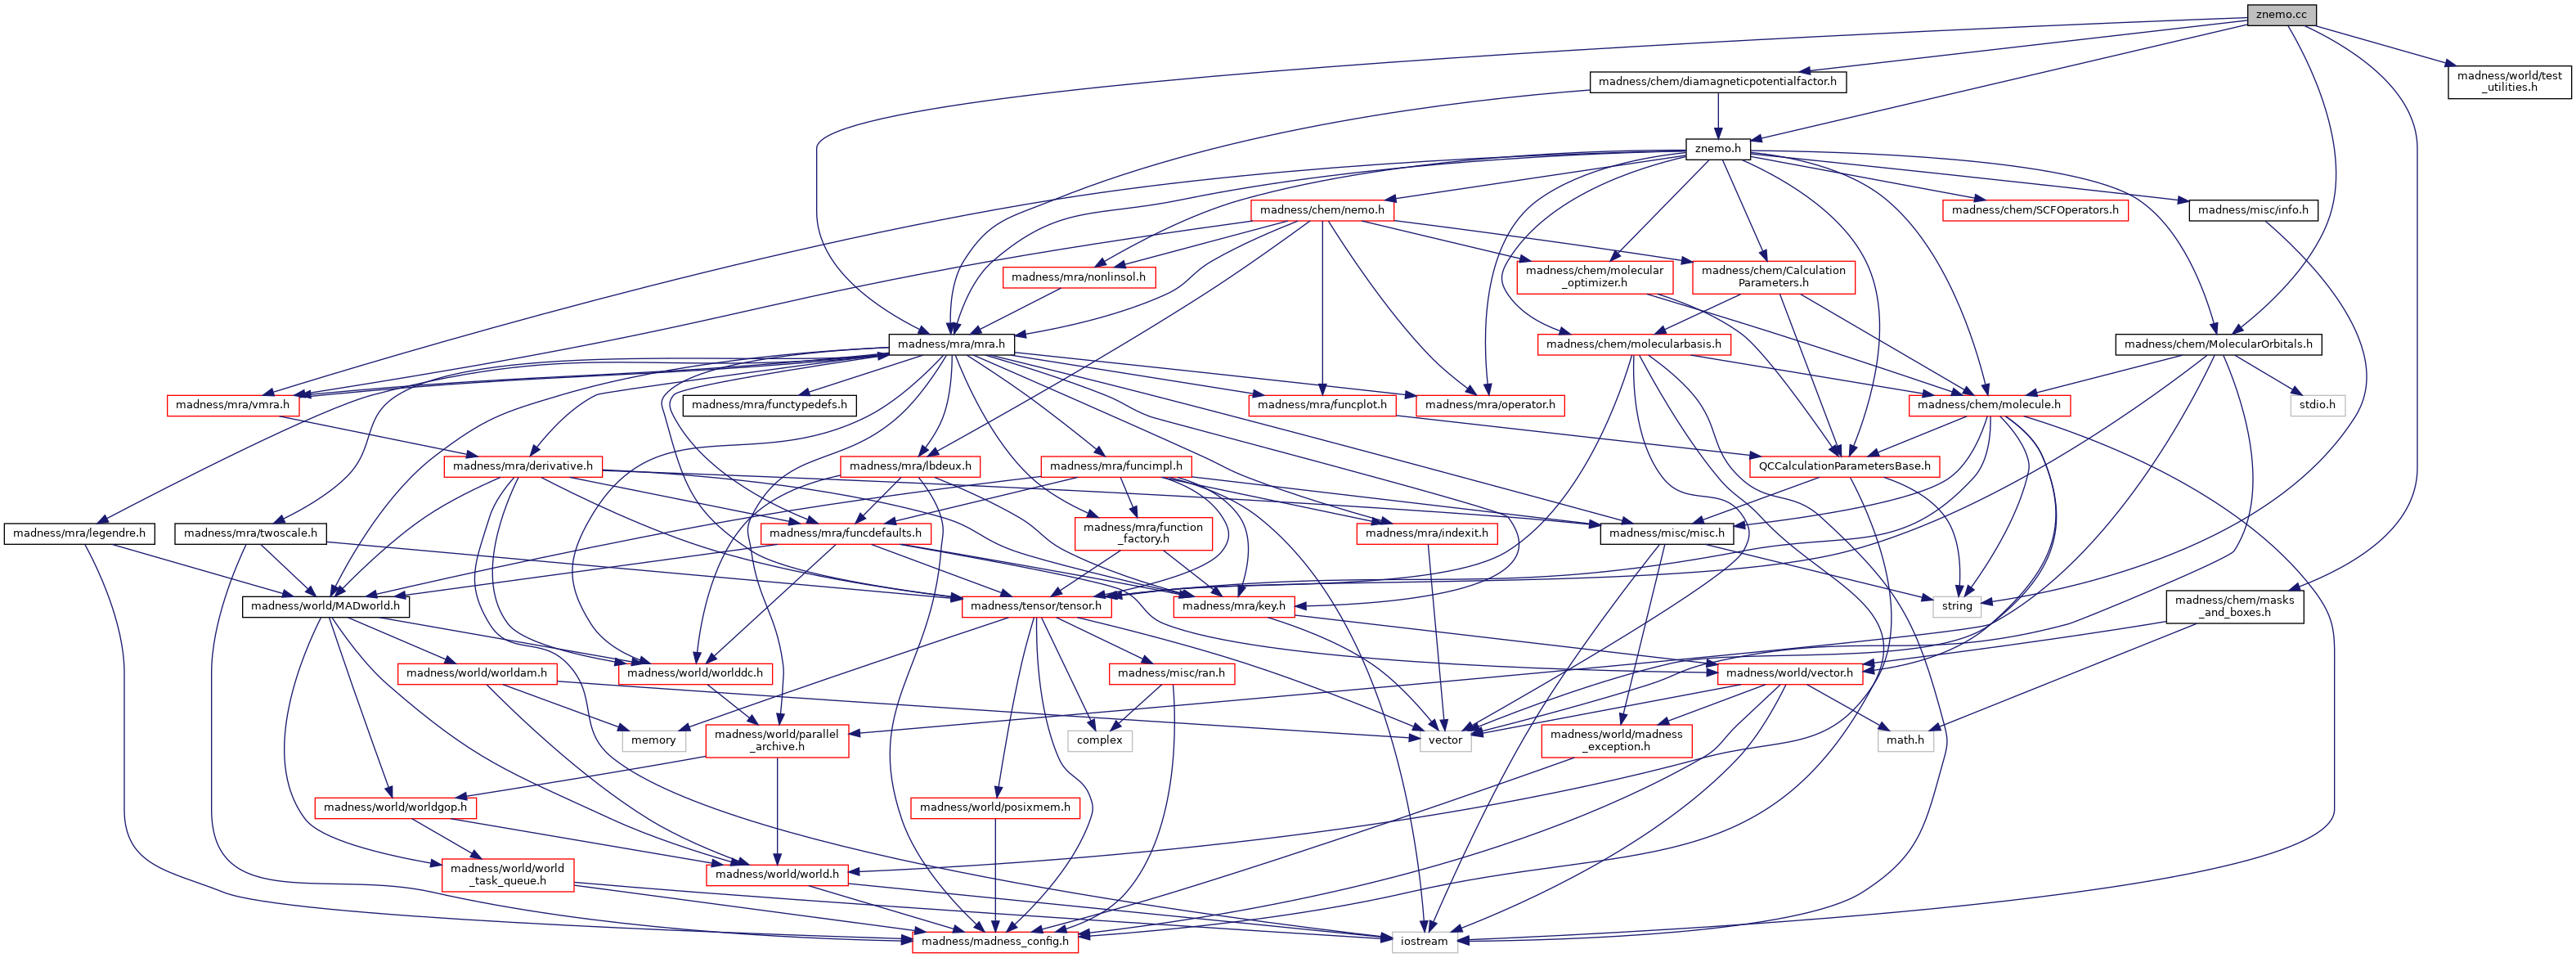 znemo.cc
madness/chem/diamagneticpotentialfactor.h
madness/world/test
_utilities.h
znemo.h
madness/chem/nemo.h
madness/chem/SCFOperators.h
madness/misc/info.h
madness/mra/nonlinsol.h
madness/chem/molecular
_optimizer.h
madness/chem/Calculation
Parameters.h
madness/mra/mra.h
madness/chem/molecularbasis.h
madness/chem/MolecularOrbitals.h
madness/mra/vmra.h
madness/mra/functypedefs.h
madness/mra/funcplot.h
madness/mra/operator.h
madness/chem/molecule.h
stdio.h
madness/mra/derivative.h
madness/mra/lbdeux.h
madness/mra/funcimpl.h
QCCalculationParametersBase.h
madness/mra/legendre.h
madness/mra/twoscale.h
madness/mra/funcdefaults.h
madness/mra/function
_factory.h
madness/mra/indexit.h
madness/misc/misc.h
madness/world/MADworld.h
madness/tensor/tensor.h
madness/mra/key.h
string
madness/chem/masks
_and_boxes.h
madness/world/worldam.h
madness/world/worlddc.h
madness/misc/ran.h
madness/world/vector.h
memory
madness/world/parallel
_archive.h
complex
vector
madness/world/madness
_exception.h
math.h
madness/world/worldgop.h
madness/world/posixmem.h
madness/world/world
_task_queue.h
madness/world/world.h
madness/madness_config.h
iostream